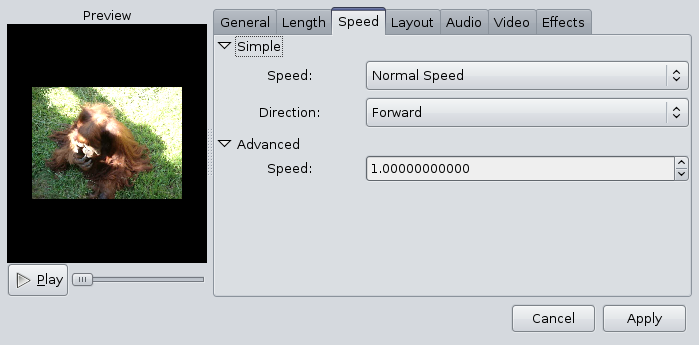 Preview
General Length Speed Layout Audio Video Effects
Simple
Speed: Normal Speed
Direction: Forward
Advanced
Speed: 1.00000000000
Play
Cancel Apply